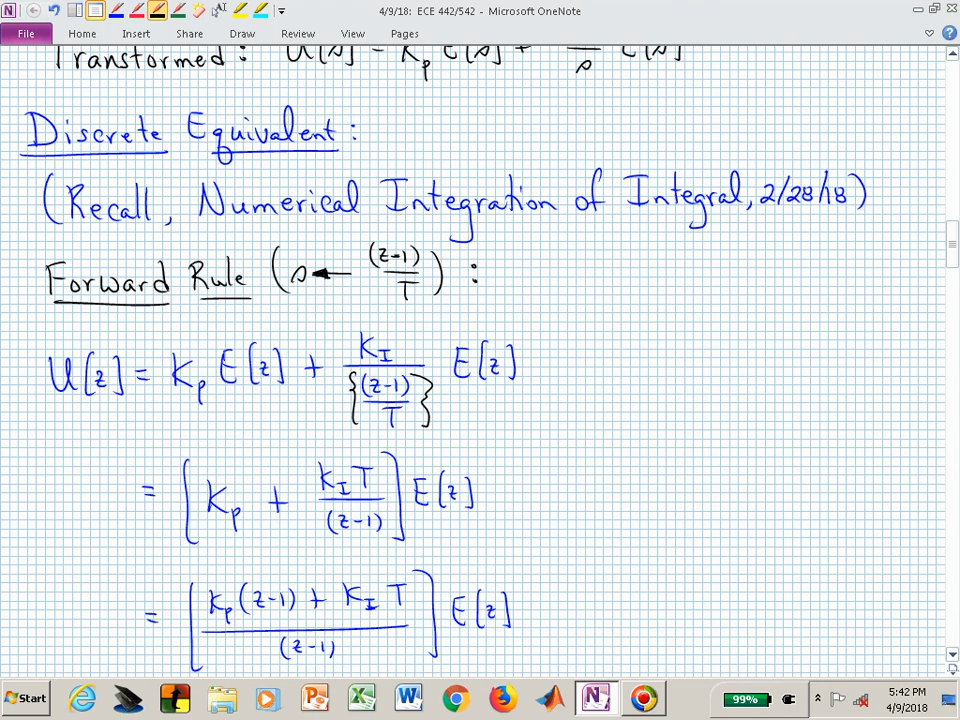 4/9/18: ECE 442/542 - Microsoft OneNote
File Home Insert Share Draw Review View Pages
Transformed: U[s] = Kp E[s] + — E[s]
s
Discrete Equivalent:
(Recall, Numerical Integration of Integral, 2/28/18)
Forward Rule (s ← (z-1)/T):
U[z] = Kp E[z] + KI/{(z-1)/T} E[z]
= [Kp + KI T/(z-1)] E[z]
= [Kp(z-1) + KI T/(z-1)] E[z]
Start
99%
5:42 PM
4/9/2018